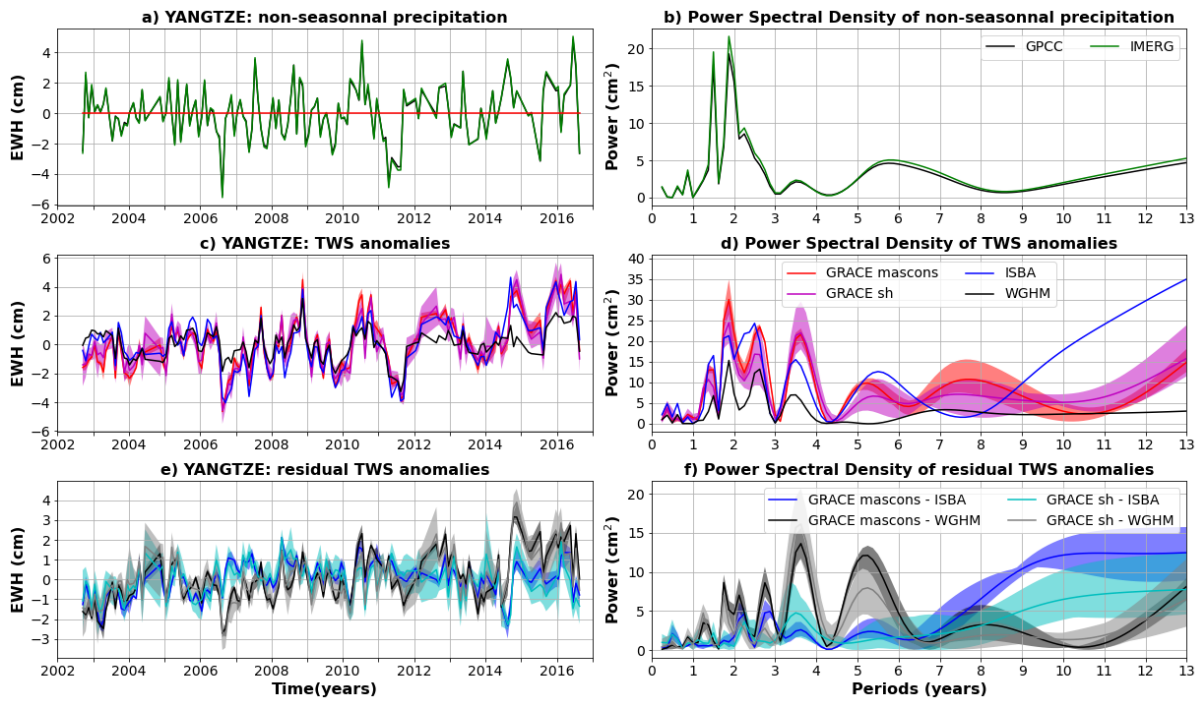 a) YANGTZE: non-seasonnal precipitation
EWH (cm)
4
2
0
−2
−4
−6
2002 2004 2006 2008 2010 2012 2014 2016
b) Power Spectral Density of non-seasonnal precipitation
GPCC IMERG
Power (cm²)
20
15
10
5
0
0 1 2 3 4 5 6 7 8 9 10 11 12 13
c) YANGTZE: TWS anomalies
EWH (cm)
6
4
2
0
−2
−4
−6
2002 2004 2006 2008 2010 2012 2014 2016
d) Power Spectral Density of TWS anomalies
GRACE mascons ISBA
GRACE sh WGHM
Power (cm²)
40
35
30
25
20
15
10
5
0
0 1 2 3 4 5 6 7 8 9 10 11 12 13
e) YANGTZE: residual TWS anomalies
EWH (cm)
4
3
2
1
0
−1
−2
−3
2002 2004 2006 2008 2010 2012 2014 2016
Time(years)
f) Power Spectral Density of residual TWS anomalies
GRACE mascons - ISBA GRACE sh - ISBA
GRACE mascons - WGHM GRACE sh - WGHM
Power (cm²)
20
15
10
5
0
0 1 2 3 4 5 6 7 8 9 10 11 12 13
Periods (years)